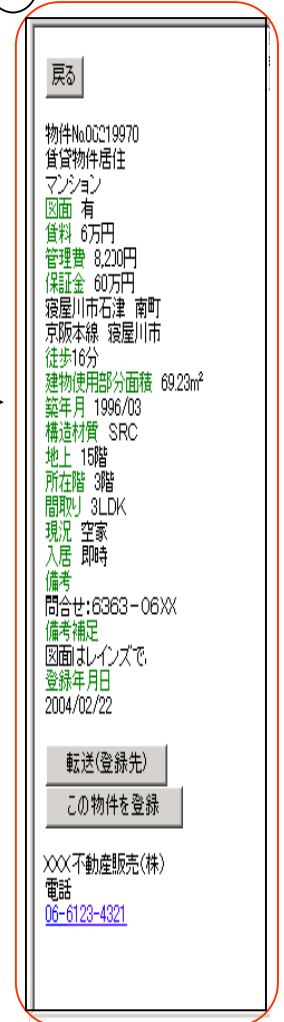 戻る
物件No.06219970
賃貸物件居住
マンション
図面 有
賃料 6万円
管理費 8,200円
保証金 60万円
寝屋川市石津 南町
京阪本線 寝屋川市
徒歩16分
建物使用部分面積 69.23m²
築年月 1996/03
構造材質 SRC
地上 15階
所在階 3階
間取り 3LDK
現況 空家
入居 即時
備考
問合せ:6363-06XX
備考補足
図面はレインズで。
登録年月日
2004/02/22
転送(登録先)
この物件を登録
XXX不動産販売(株)
電話
06-6123-4321